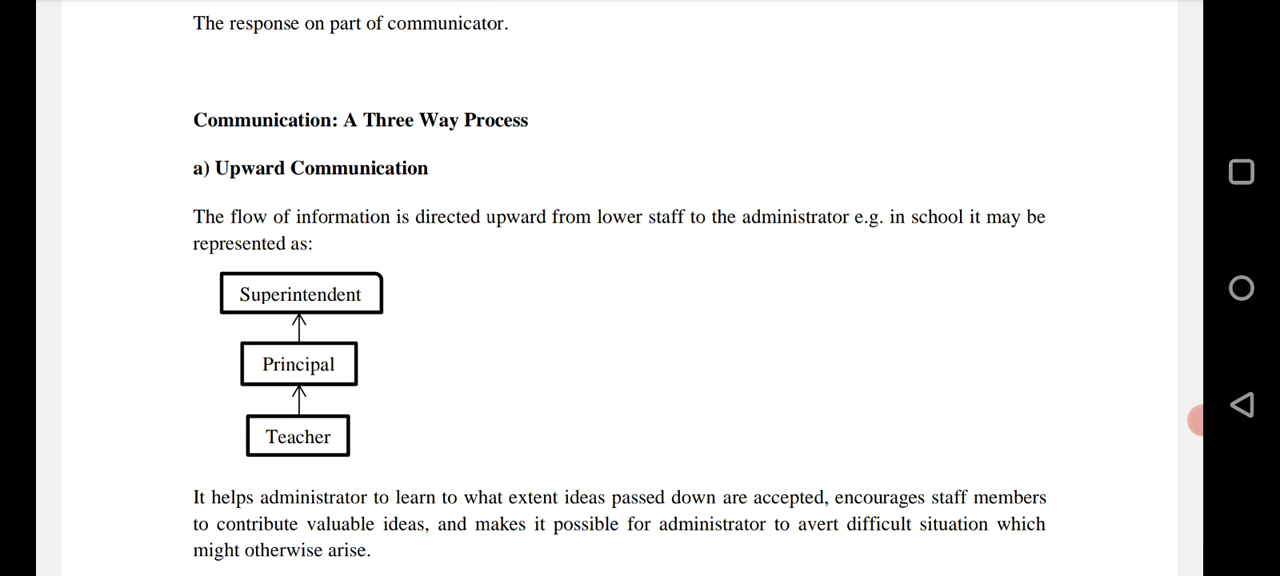 The response on part of communicator.
Communication: A Three Way Process
a) Upward Communication
The flow of information is directed upward from lower staff to the administrator e.g. in school it may be
represented as:
Superintendent
Principal
Teacher
It helps administrator to learn to what extent ideas passed down are accepted, encourages staff members
to contribute valuable ideas, and makes it possible for administrator to avert difficult situation which
might otherwise arise.